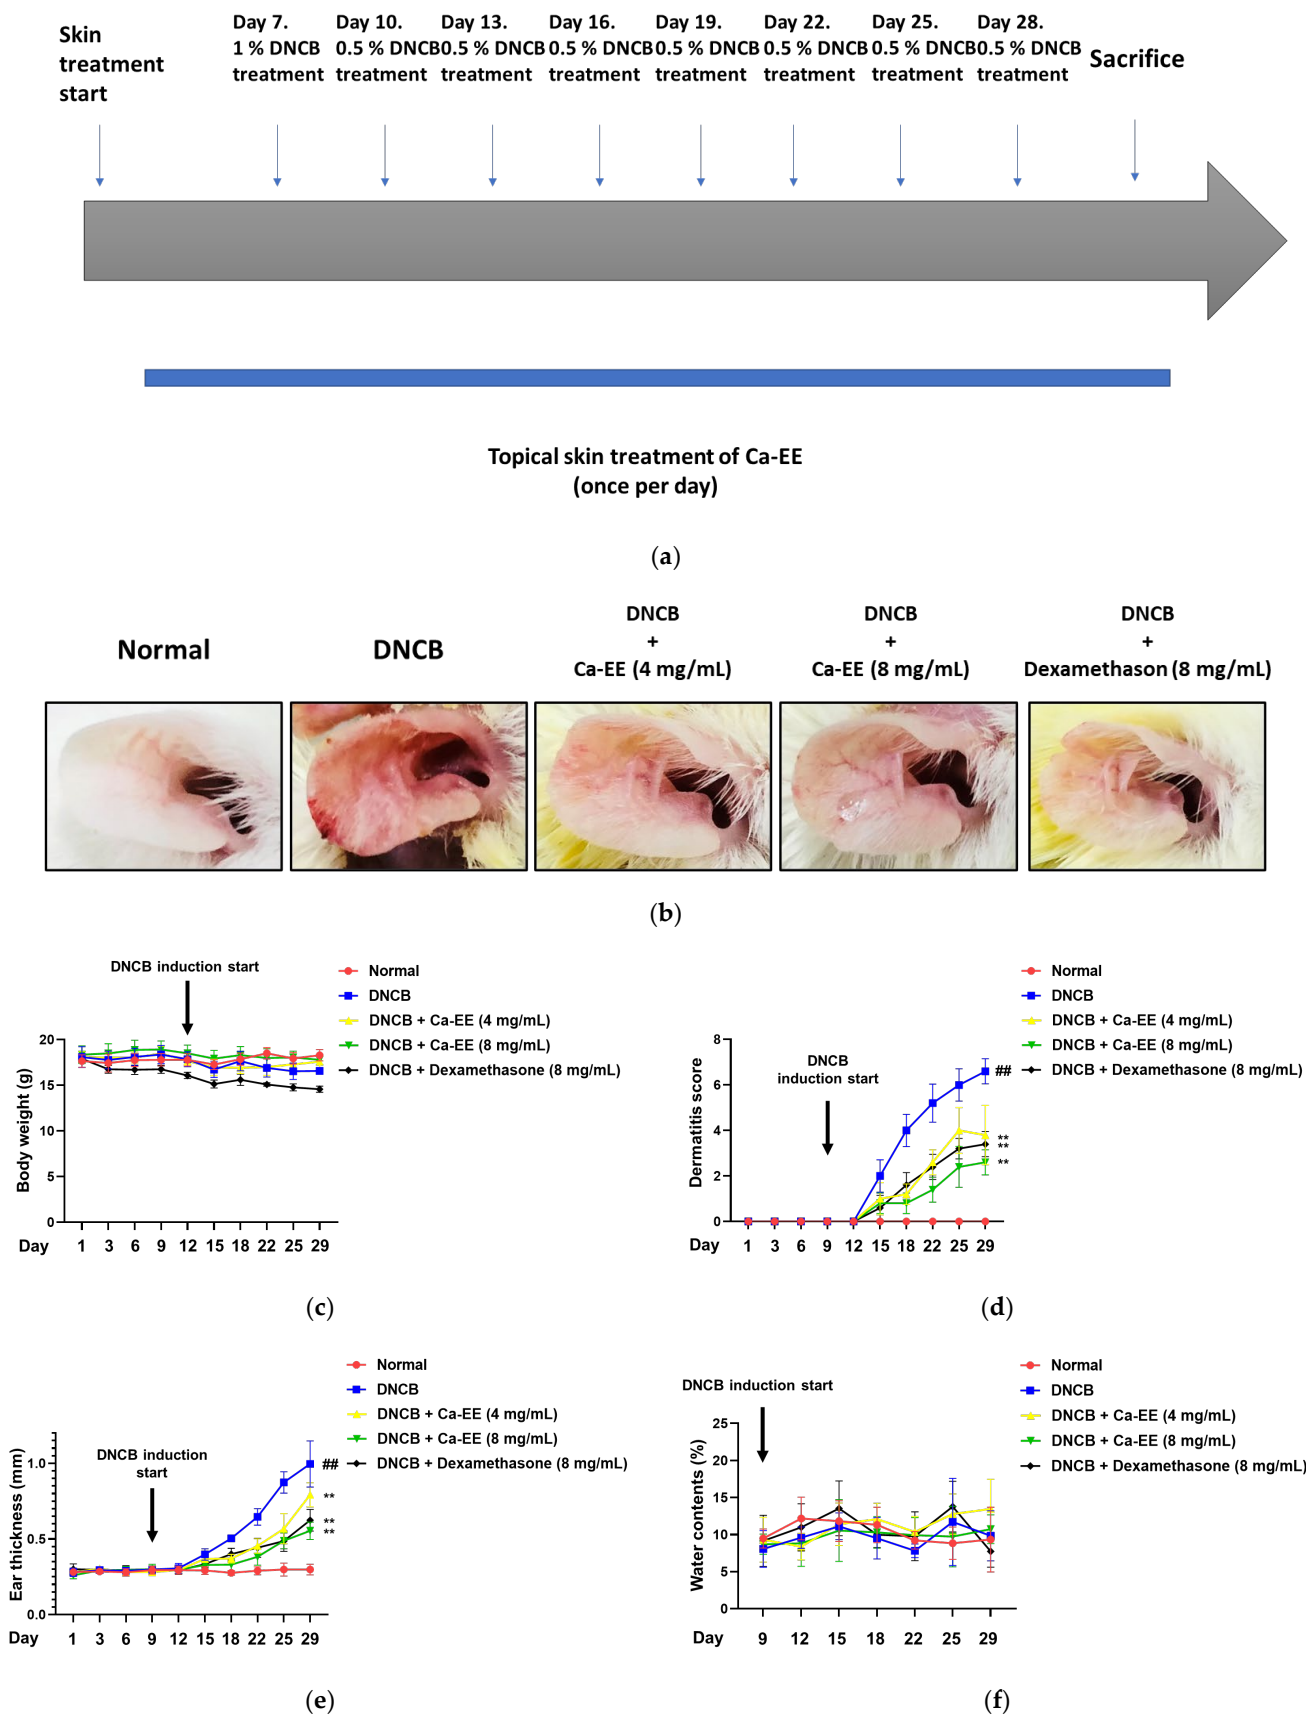 Skin
treatment
start
Day 7.
1 % DNCB
treatment
Day 10.
0.5 % DNCB
treatment
Day 13.
0.5 % DNCB
treatment
Day 16.
0.5 % DNCB
treatment
Day 19.
0.5 % DNCB
treatment
Day 22.
0.5 % DNCB
treatment
Day 25.
0.5 % DNCB
treatment
Day 28.
0.5 % DNCB
treatment
Sacrifice
Topical skin treatment of Ca-EE
(once per day)
(a)
Normal
DNCB
DNCB
+
Ca-EE (4 mg/mL)
DNCB
+
Ca-EE (8 mg/mL)
DNCB
+
Dexamethason (8 mg/mL)
(b)
DNCB induction start
Normal
DNCB
DNCB + Ca-EE (4 mg/mL)
DNCB + Ca-EE (8 mg/mL)
DNCB + Dexamethasone (8 mg/mL)
Body weight (g)
20
15
10
5
0
Day 1 3 6 9 12 15 18 22 25 29
(c)
DNCB
induction start
Normal
DNCB
DNCB + Ca-EE (4 mg/mL)
DNCB + Ca-EE (8 mg/mL)
DNCB + Dexamethasone (8 mg/mL)
Dermatitis score
8
6
4
2
0
##
**
**
**
Day 1 3 6 9 12 15 18 22 25 29
(d)
DNCB induction
start
Normal
DNCB
DNCB + Ca-EE (4 mg/mL)
DNCB + Ca-EE (8 mg/mL)
DNCB + Dexamethasone (8 mg/mL)
Ear thickness (mm)
1.0
0.5
0.0
##
**
**
**
Day 1 3 6 9 12 15 18 22 25 29
(e)
DNCB induction start
Normal
DNCB
DNCB + Ca-EE (4 mg/mL)
DNCB + Ca-EE (8 mg/mL)
DNCB + Dexamethasone (8 mg/mL)
Water contents (%)
25
20
15
10
5
0
Day 9 12 15 18 22 25 29
(f)